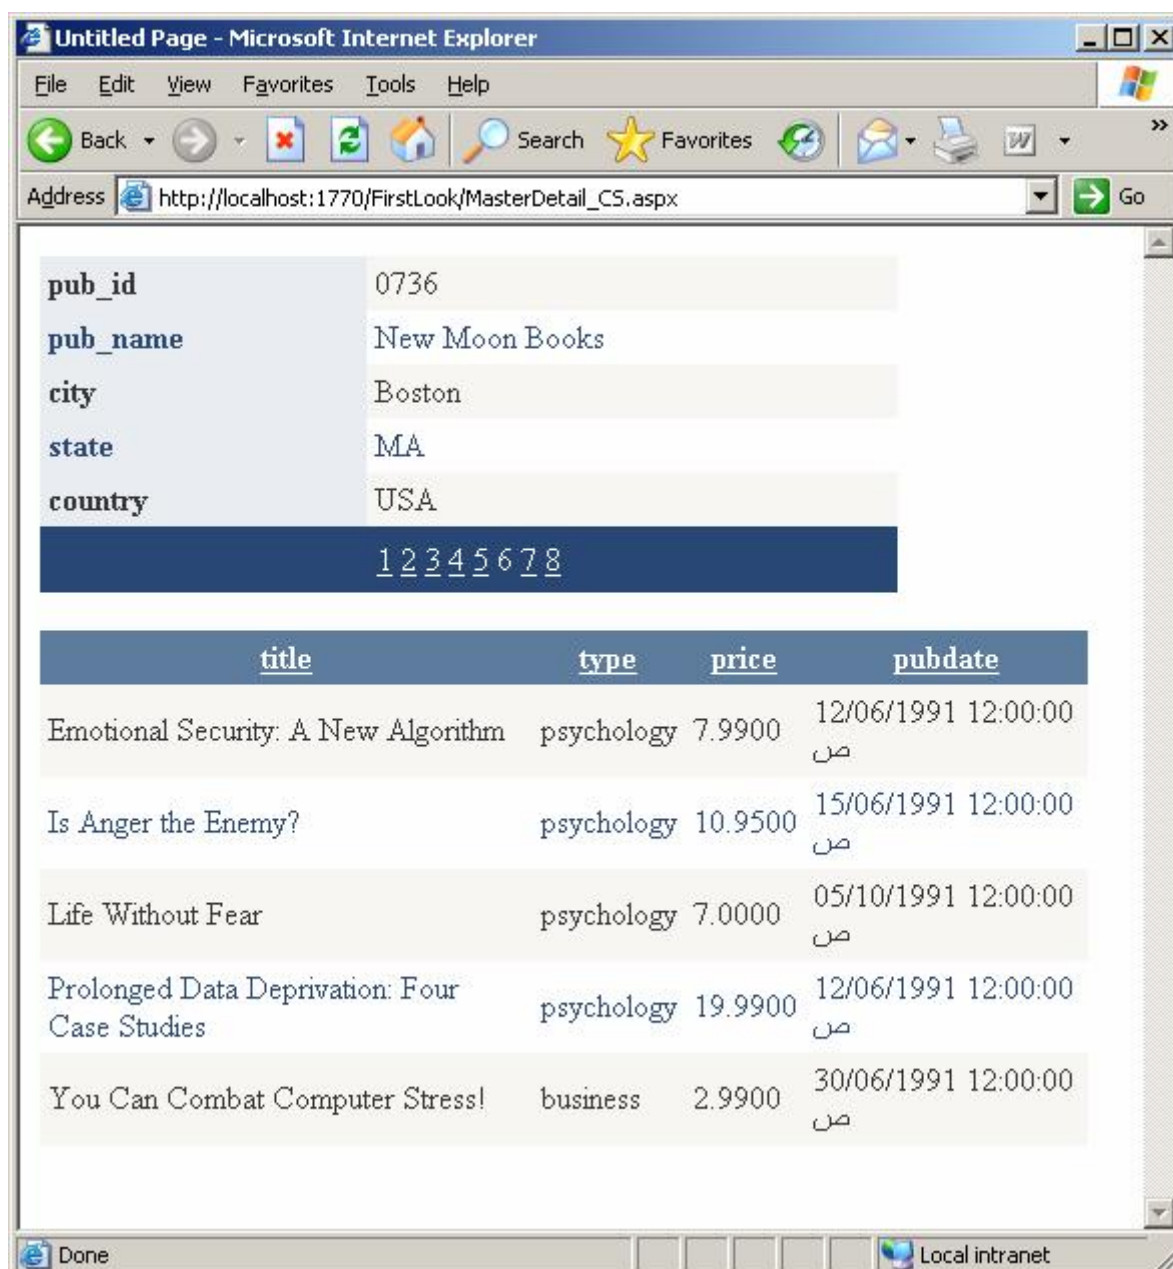 Untitled Page - Microsoft Internet Explorer
File Edit View Favorites Tools Help
Back Search Favorites
Address http://localhost:1770/FirstLook/MasterDetail_CS.aspx Go
pub_id 0736
pub_name New Moon Books
city Boston
state MA
country USA
1 2 3 4 5 6 7 8
title type price pubdate
Emotional Security: A New Algorithm psychology 7.9900 12/06/1991 12:00:00
ص
Is Anger the Enemy? psychology 10.9500 15/06/1991 12:00:00
ص
Life Without Fear psychology 7.0000 05/10/1991 12:00:00
ص
Prolonged Data Deprivation: Four
Case Studies psychology 19.9900 12/06/1991 12:00:00
ص
You Can Combat Computer Stress! business 2.9900 30/06/1991 12:00:00
ص
Done Local intranet